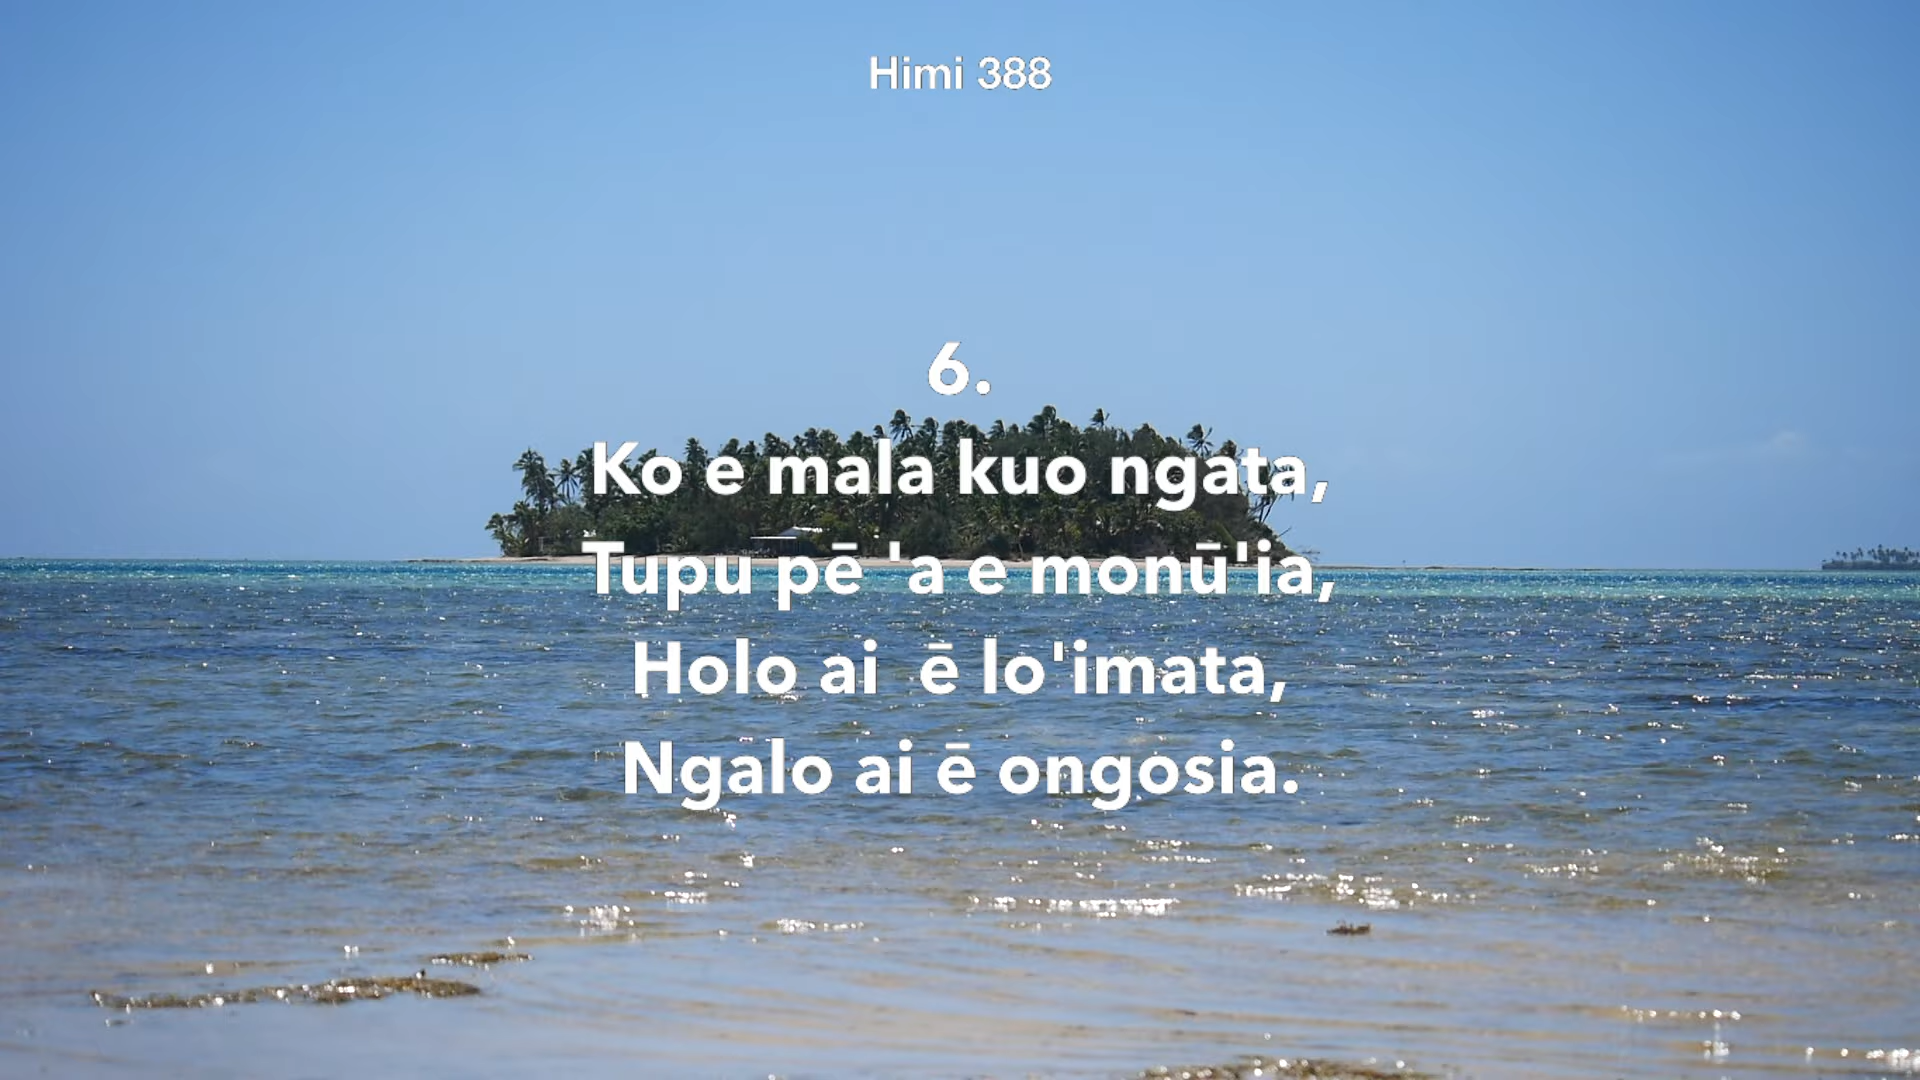 Himi 388
6.
Ko e mala kuo ngata,
Tupu pē 'a e monū'ia,
Holo ai  ē lo'imata,
Ngalo ai ē ongosia.